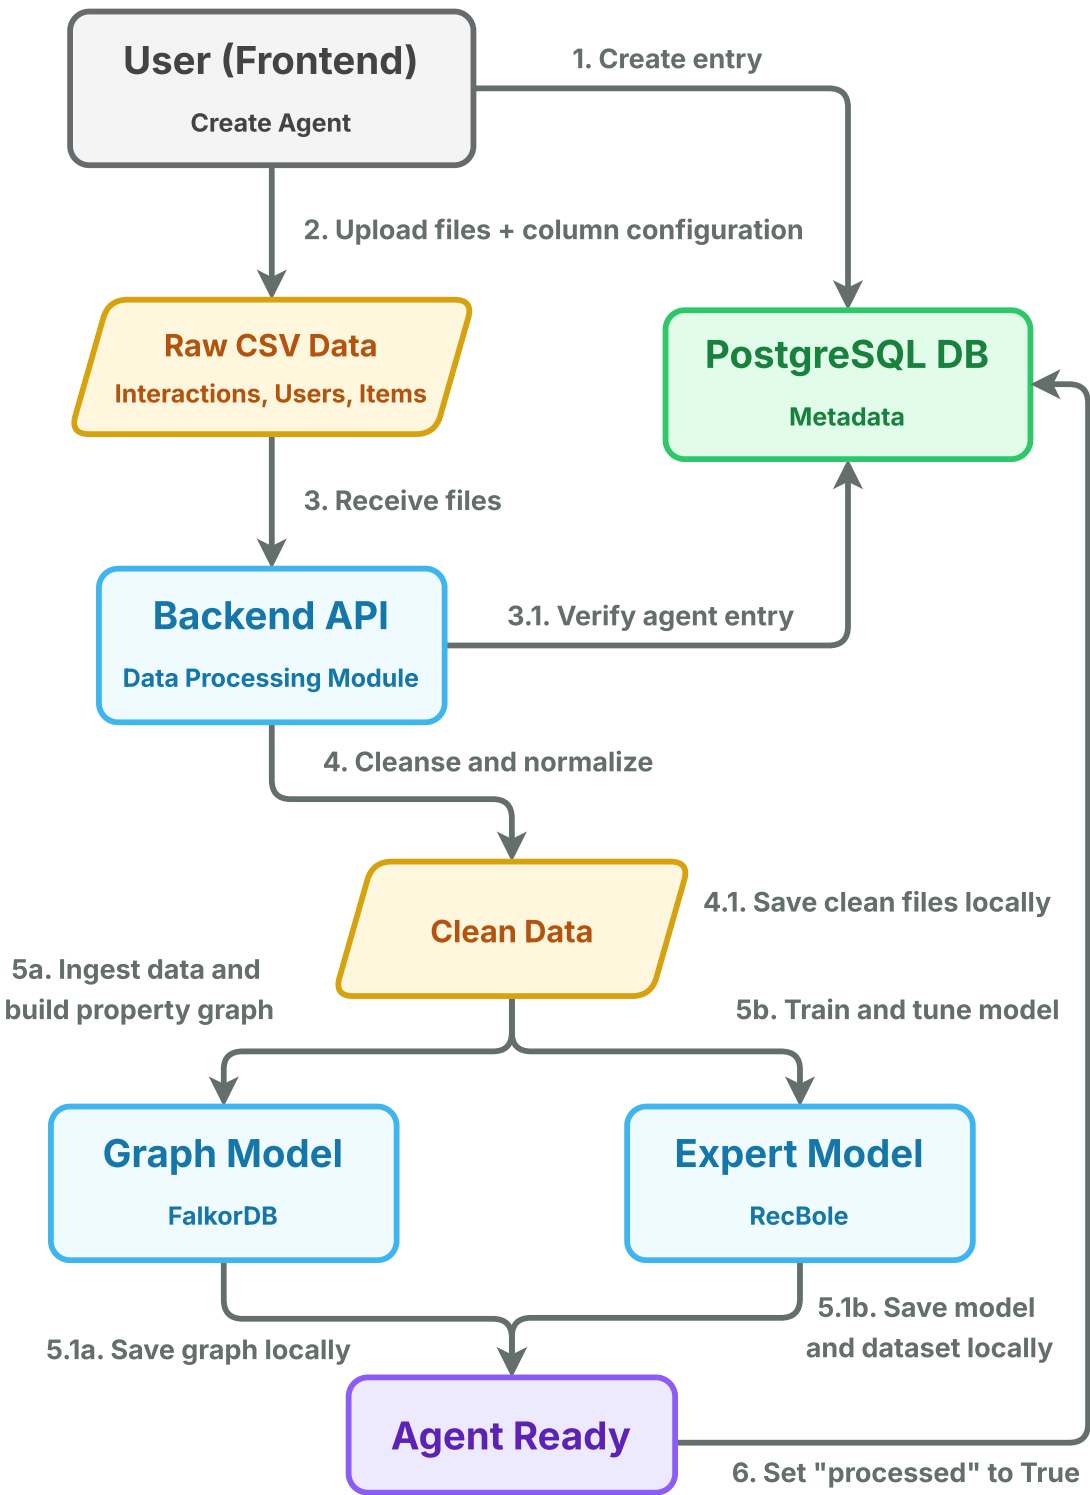 User (Frontend)
Create Agent
1. Create entry
2. Upload files + column configuration
Raw CSV Data
Interactions, Users, Items
PostgreSQL DB
Metadata
3. Receive files
Backend API
Data Processing Module
3.1. Verify agent entry
4. Cleanse and normalize
Clean Data
4.1. Save clean files locally
5a. Ingest data and
build property graph
5b. Train and tune model
Graph Model
FalkorDB
Expert Model
RecBole
5.1a. Save graph locally
5.1b. Save model
and dataset locally
Agent Ready
6. Set "processed" to True